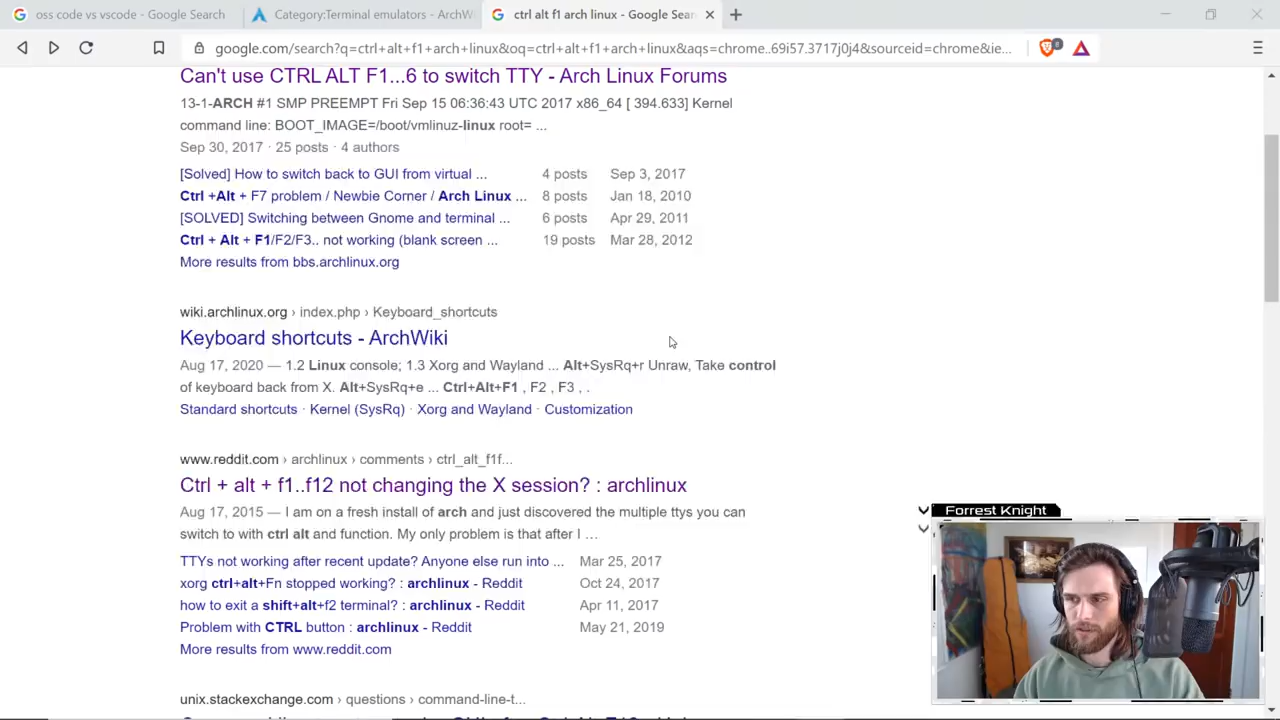 oss code vs vscode - Google Search
Category:Terminal emulators - ArchWi
ctrl alt f1 arch linux - Google Sear
google.com/search?q=ctrl+alt+f1+arch+linux&oq=ctrl+alt+f1+arch+linux&aqs=chrome..69i57.3717j0j4&sourceid=chrome&ie...
Can't use CTRL ALT F1...6 to switch TTY - Arch Linux Forums
13-1-ARCH #1 SMP PREEMPT Fri Sep 15 06:36:43 UTC 2017 x86_64 [ 394.633] Kernel
command line: BOOT_IMAGE=/boot/vmlinuz-linux root= ...
Sep 30, 2017 · 25 posts · 4 authors
[Solved] How to switch back to GUI from virtual ... 4 posts Sep 3, 2017
Ctrl +Alt + F7 problem / Newbie Corner / Arch Linux ... 8 posts Jan 18, 2010
[SOLVED] Switching between Gnome and terminal ... 6 posts Apr 29, 2011
Ctrl + Alt + F1/F2/F3.. not working (blank screen ... 19 posts Mar 28, 2012
More results from bbs.archlinux.org
wiki.archlinux.org › index.php › Keyboard_shortcuts
Keyboard shortcuts - ArchWiki
Aug 17, 2020 — 1.2 Linux console; 1.3 Xorg and Wayland ... Alt+SysRq+r Unraw, Take control
of keyboard back from X. Alt+SysRq+e ... Ctrl+Alt+F1 , F2 , F3 , .
Standard shortcuts · Kernel (SysRq) · Xorg and Wayland · Customization
www.reddit.com › archlinux › comments › ctrl_alt_f1f...
Ctrl + alt + f1..f12 not changing the X session? : archlinux
Aug 17, 2015 — I am on a fresh install of arch and just discovered the multiple ttys you can
switch to with ctrl alt and function. My only problem is that after I ...
TTYs not working after recent update? Anyone else run into ... Mar 25, 2017
xorg ctrl+alt+Fn stopped working? : archlinux - Reddit Oct 24, 2017
how to exit a shift+alt+f2 terminal? : archlinux - Reddit Apr 11, 2017
Problem with CTRL button : archlinux - Reddit May 21, 2019
More results from www.reddit.com
unix.stackexchange.com › questions › command-line-t...
Forrest Knight